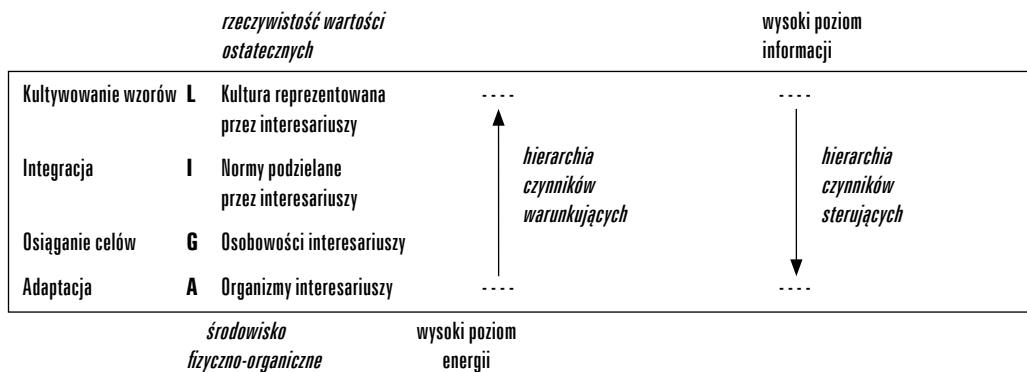 rzeczywistość wartości
ostatecznych
wysoki poziom
informacji
Kultywowanie wzorów L Kultura reprezentowana
przez interesariuszy
- - - -
- - - -
Integracja I Normy podzielane
przez interesariuszy
hierarchia
czynników
warunkujących
hierarchia
czynników
sterujących
Osiąganie celów G Osobowości interesariuszy
Adaptacja A Organizmy interesariuszy
- - - -
- - - -
środowisko
fizyczno-organiczne
wysoki poziom
energii